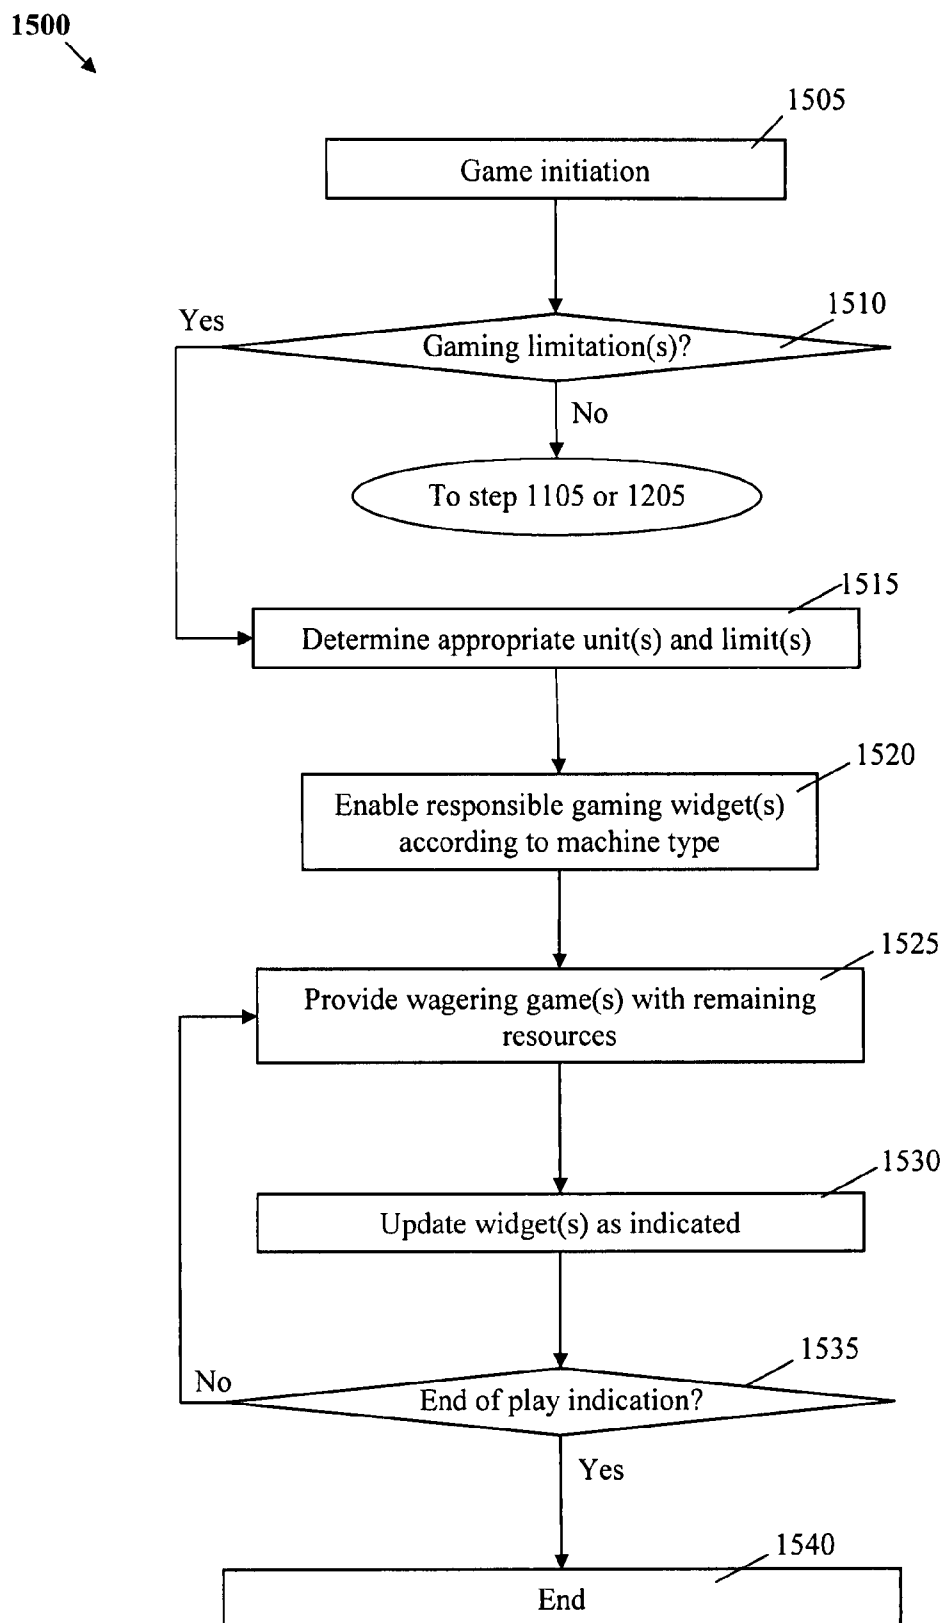 1500
1505
Game initiation
1510
Yes
Gaming limitation(s)?
No
To step 1105 or 1205
1515
Determine appropriate unit(s) and limit(s)
1520
Enable responsible gaming widget(s)
according to machine type
1525
Provide wagering game(s) with remaining
resources
1530
Update widget(s) as indicated
1535
No
End of play indication?
Yes
1540
End